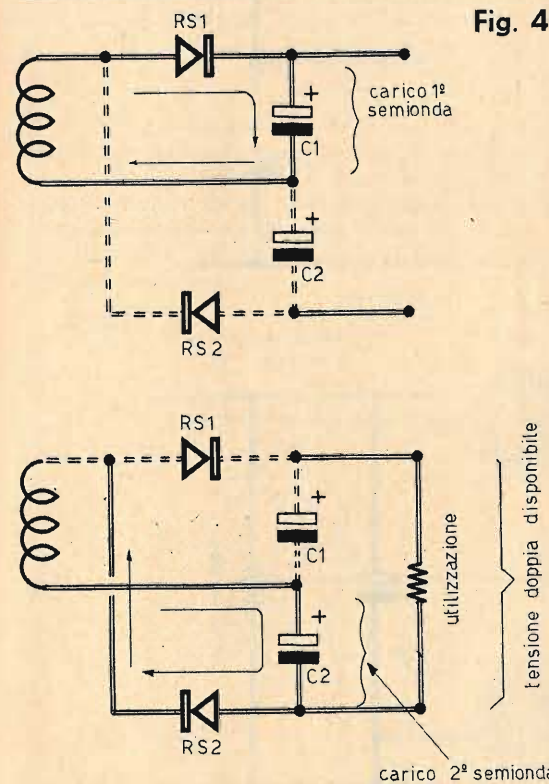 Fig. 4
RS1
+
C1
carico 1º
semionda
+
C2
RS2
RS1
+
C1
utilizzazione
tensione doppia disponibile
+
C2
RS2
carico 2º semionda